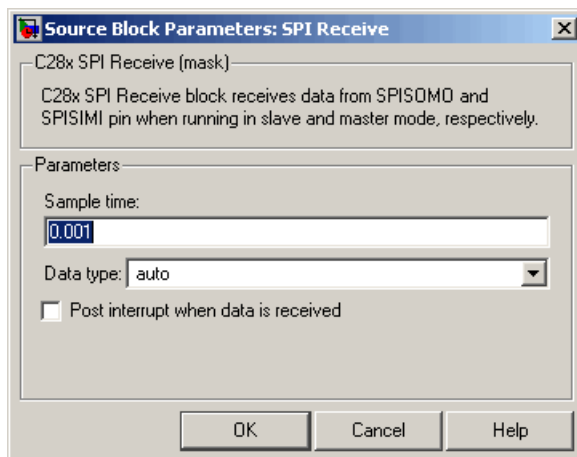 Source Block Parameters: SPI Receive
C28x SPI Receive (mask)
C28x SPI Receive block receives data from SPISOMO and
SPISIMI pin when running in slave and master mode, respectively.
Parameters
Sample time:
0.001
Data type: auto
Post interrupt when data is received
OK Cancel Help